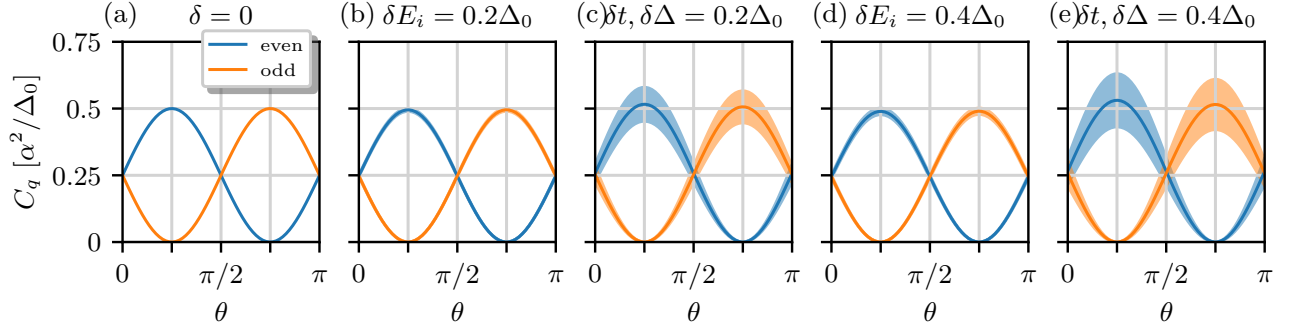 (a) δ = 0
(b) δE_i = 0.2Δ_0
(c) δt, δΔ = 0.2Δ_0
(d) δE_i = 0.4Δ_0
(e) δt, δΔ = 0.4Δ_0
even
odd
C_q [α^2/Δ_0]
0.75
0.5
0.25
0
0 π/2 π
θ
0 π/2 π
θ
0 π/2 π
θ
0 π/2 π
θ
0 π/2 π
θ